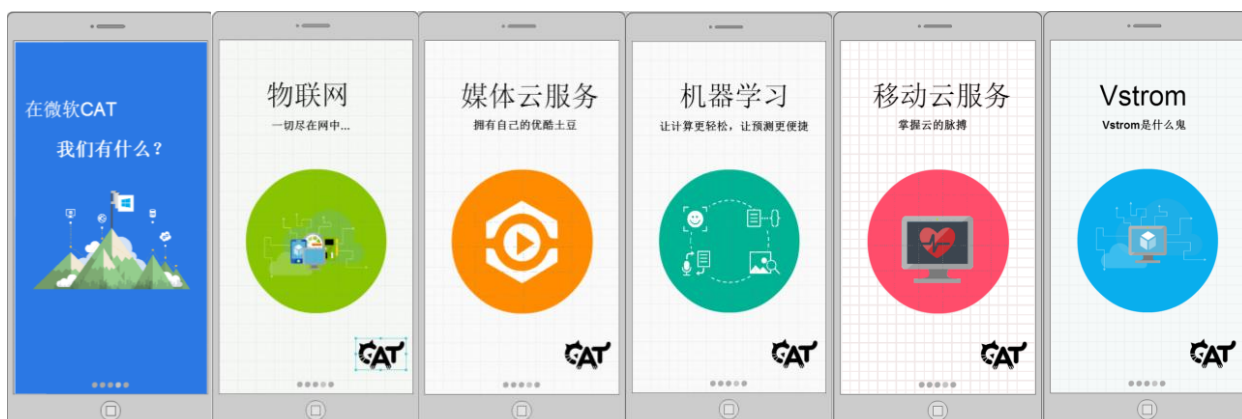 在微软CAT
我们有什么？
物联网
一切尽在网中...
CAT
媒体云服务
拥有自己的优酷土豆
CAT
机器学习
让计算更轻松，让预测更便捷
CAT
移动云服务
掌握云的脉搏
CAT
Vstrom
Vstrom是什么鬼
CAT